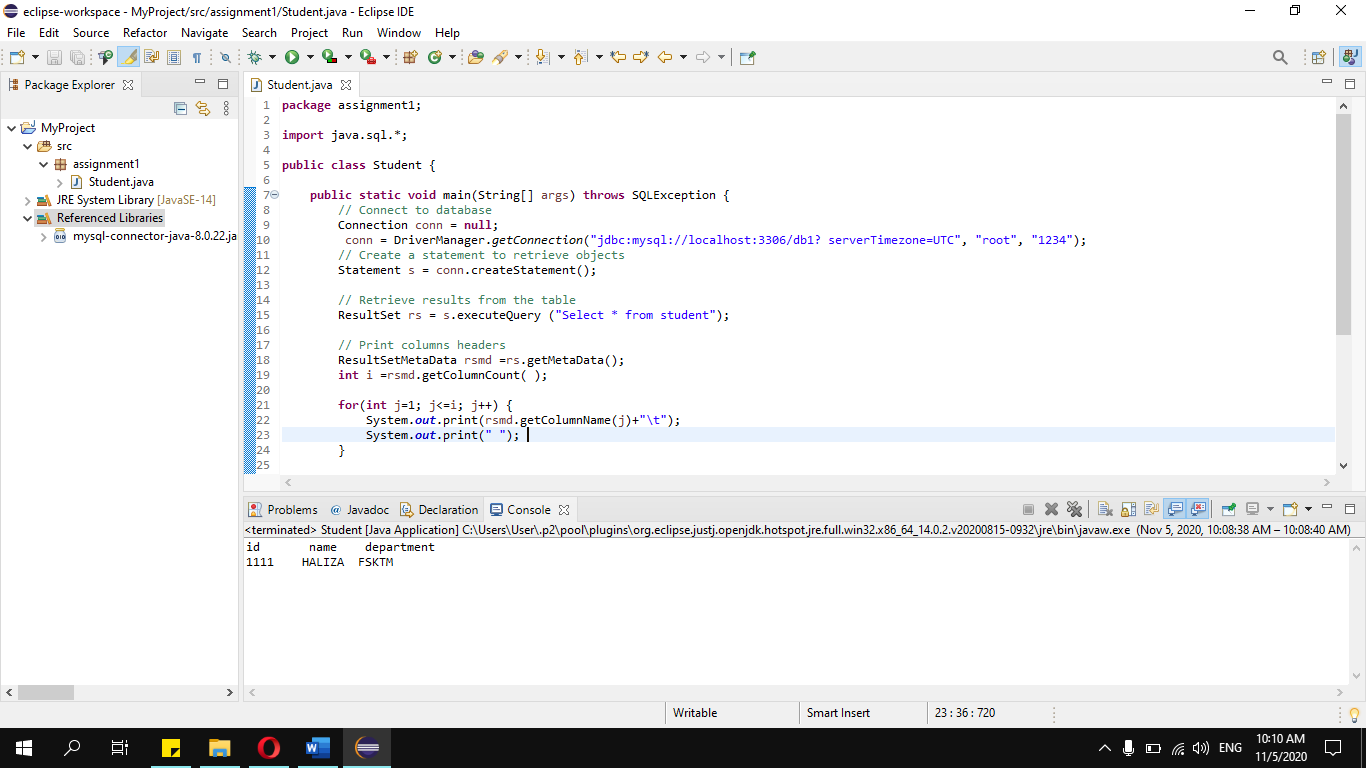 eclipse-workspace - MyProject/src/assignment1/Student.java - Eclipse IDE
File Edit Source Refactor Navigate Search Project Run Window Help
Package Explorer
MyProject
src
assignment1
Student.java
JRE System Library [JavaSE-14]
Referenced Libraries
mysql-connector-java-8.0.22.ja
Student.java
1 package assignment1;
2
3 import java.sql.*;
4
5 public class Student {
6
7 public static void main(String[] args) throws SQLException {
8 // Connect to database
9 Connection conn = null;
10 conn = DriverManager.getConnection("jdbc:mysql://localhost:3306/db1? serverTimezone=UTC", "root", "1234");
11 // Create a statement to retrieve objects
12 Statement s = conn.createStatement();
13
14 // Retrieve results from the table
15 ResultSet rs = s.executeQuery ("Select * from student");
16
17 // Print columns headers
18 ResultSetMetaData rsmd =rs.getMetaData();
19 int i =rsmd.getColumnCount( );
20
21 for(int j=1; j<=i; j++) {
22 System.out.print(rsmd.getColumnName(j)+"\t");
23 System.out.print(" ");
24 }
25
Problems @ Javadoc Declaration Console
<terminated> Student [Java Application] C:\Users\User\.p2\pool\plugins\org.eclipse.justj.openjdk.hotspot.jre.full.win32.x86_64_14.0.2.v20200815-0932\jre\bin\javaw.exe (Nov 5, 2020, 10:08:38 AM – 10:08:40 AM)
id name department
1111 HALIZA FSKTM
Writable Smart Insert 23 : 36 : 720
ENG
10:10 AM
11/5/2020